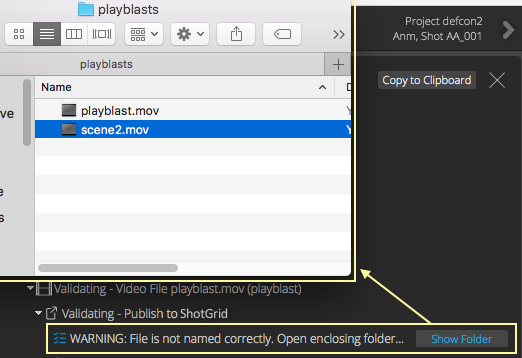 playblasts
Project defcon2
Anm, Shot AA_001
playblasts
Copy to Clipboard
Name
playblast.mov
scene2.mov
Validating - Video File playblast.mov (playblast)
Validating - Publish to ShotGrid
WARNING: File is not named correctly. Open enclosing folder...
Show Folder